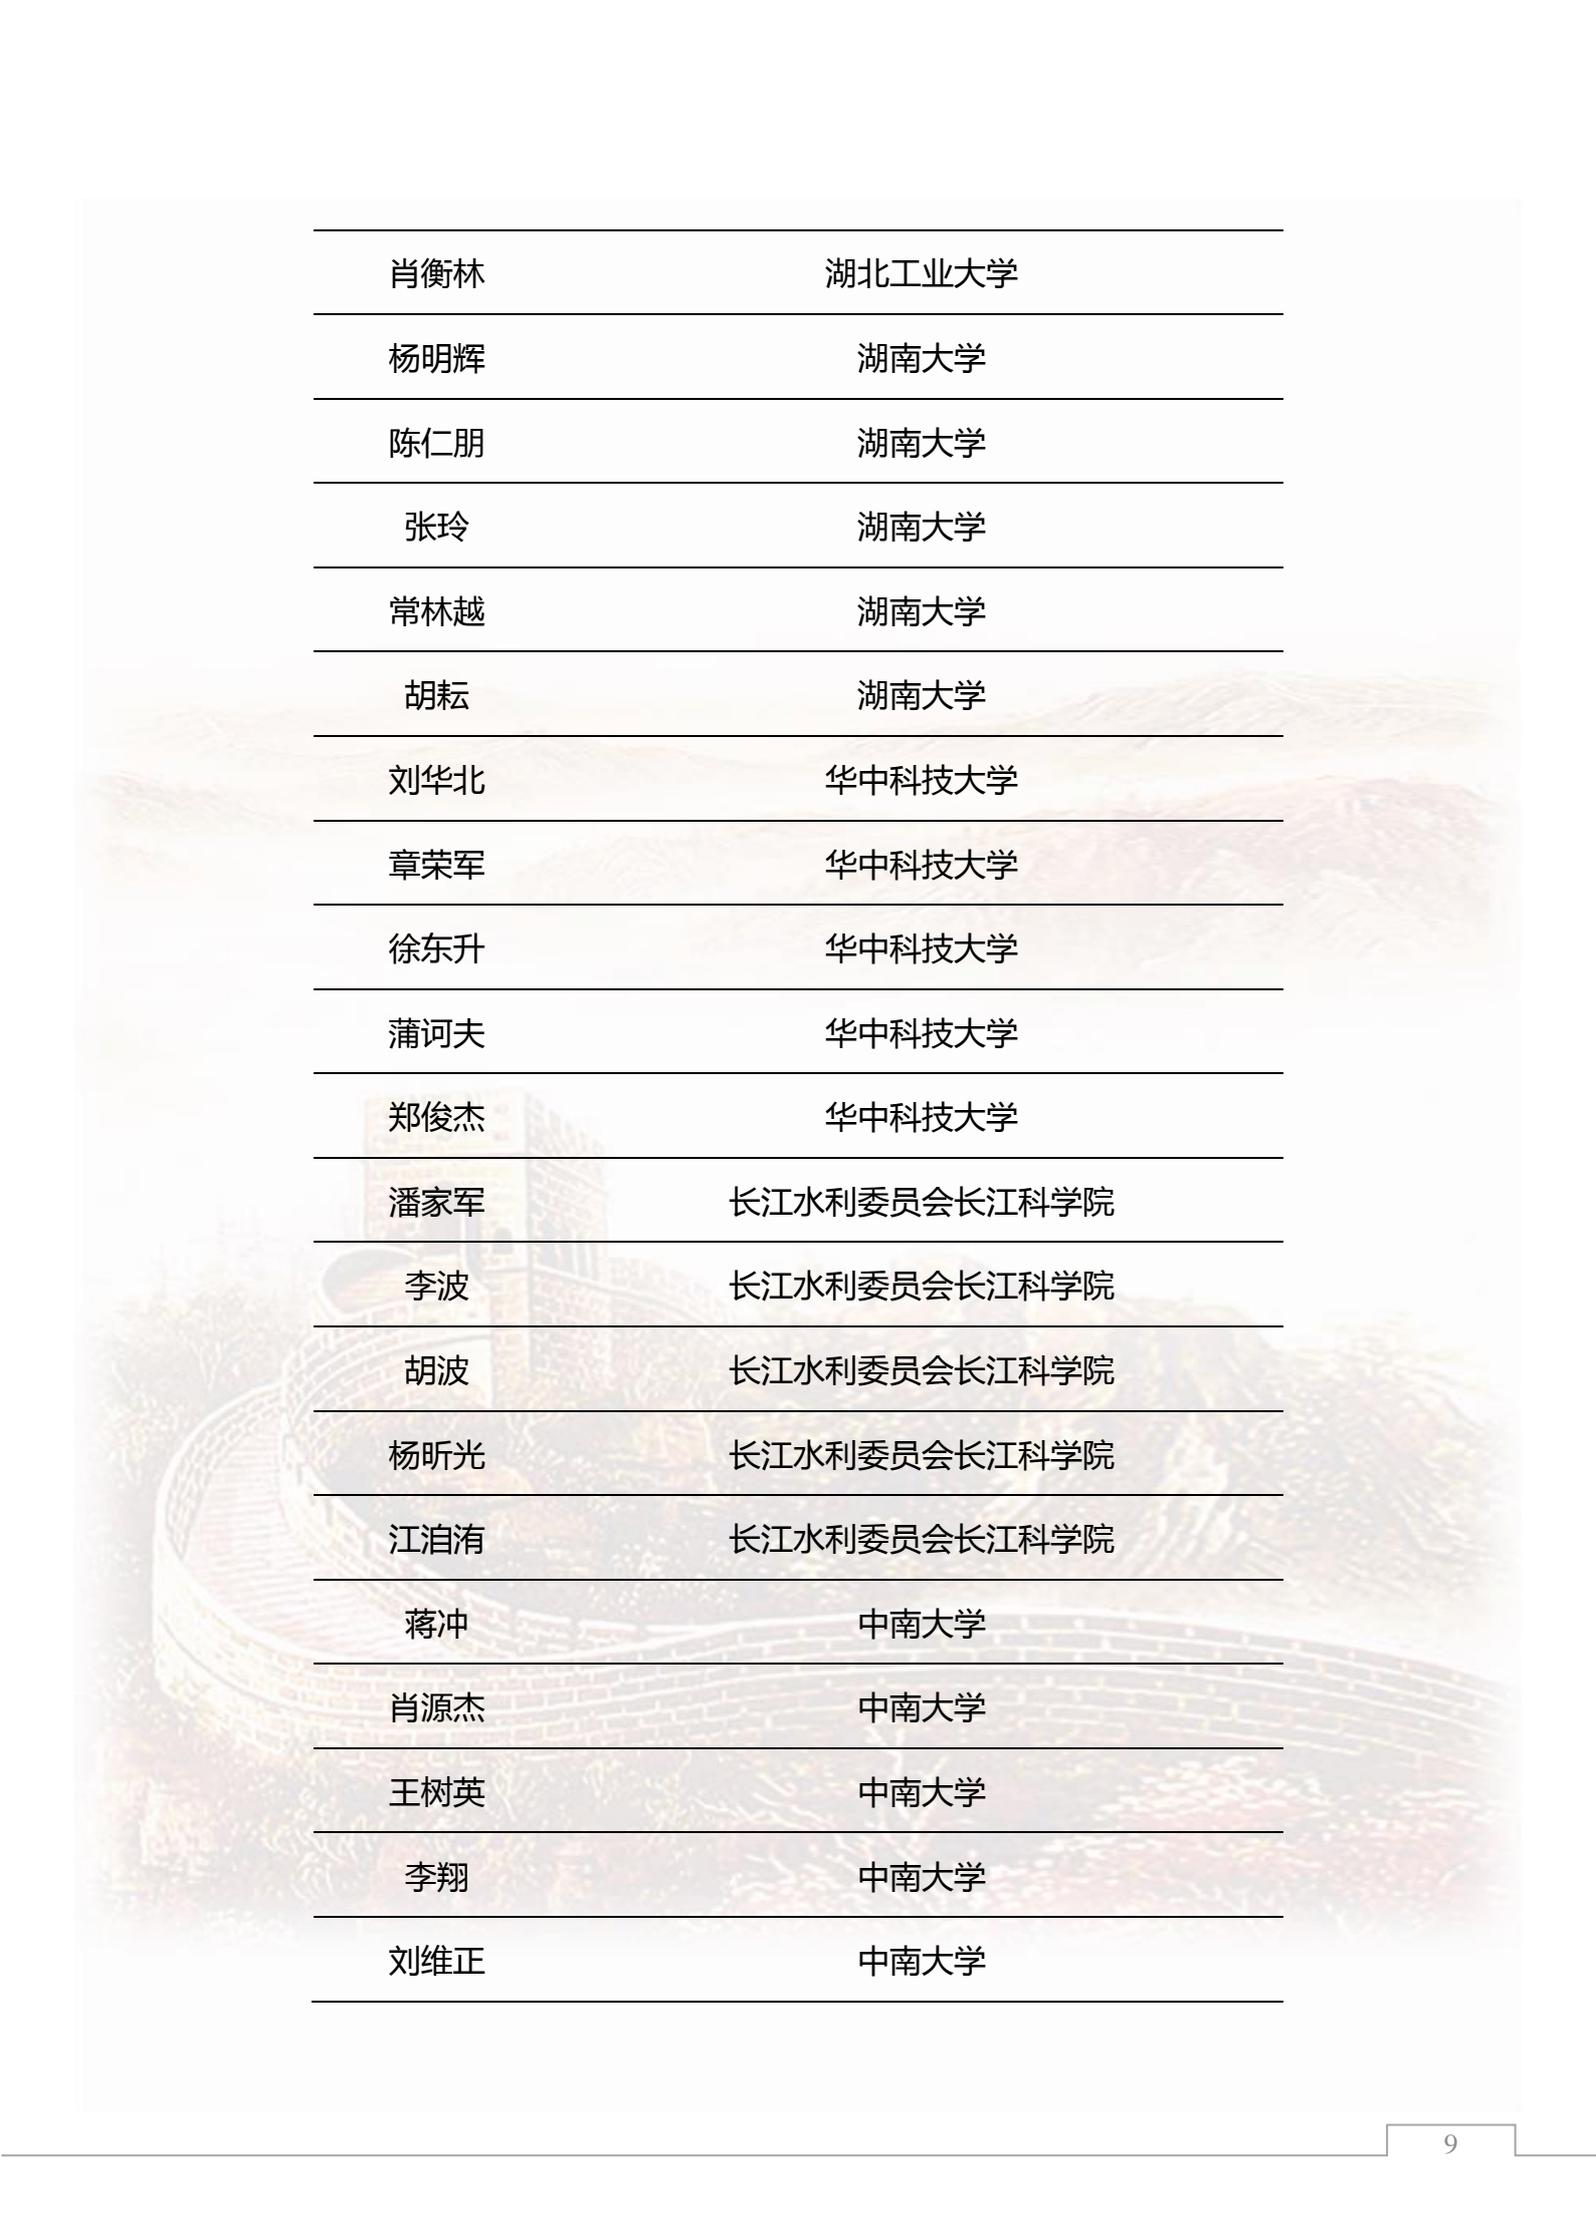 肖衡林 湖北工业大学
杨明辉 湖南大学
陈仁朋 湖南大学
张玲 湖南大学
常林越 湖南大学
胡耘 湖南大学
刘华北 华中科技大学
章荣军 华中科技大学
徐东升 华中科技大学
蒲诃夫 华中科技大学
郑俊杰 华中科技大学
潘家军 长江水利委员会长江科学院
李波 长江水利委员会长江科学院
胡波 长江水利委员会长江科学院
杨昕光 长江水利委员会长江科学院
江洎洧 长江水利委员会长江科学院
蒋冲 中南大学
肖源杰 中南大学
王树英 中南大学
李翔 中南大学
刘维正 中南大学
9